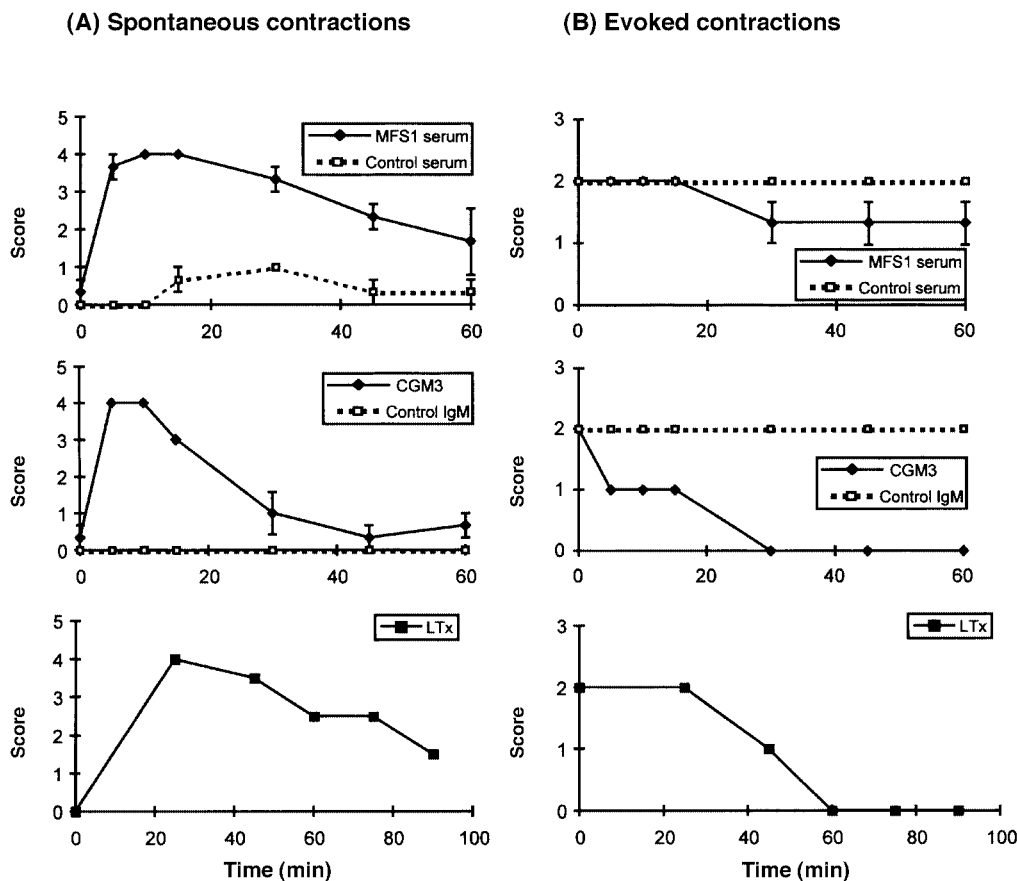 (A) Spontaneous contractions
(B) Evoked contractions
5
4
3
2
1
0
Score
MFS1 serum
Control serum
0
20
40
60
3
2
1
0
Score
MFS1 serum
Control serum
0
20
40
60
5
4
3
2
1
0
Score
CGM3
Control IgM
0
20
40
60
3
2
1
0
Score
CGM3
Control IgM
0
20
40
60
5
4
3
2
1
0
Score
LTx
0
20
40
60
80
100
Time (min)
3
2
1
0
Score
LTx
0
20
40
60
80
100
Time (min)